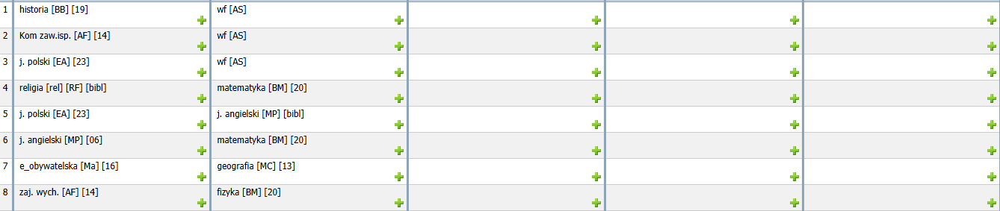 1 historia [BB] [19] wf [AS]
2 Kom zaw.isp. [AF] [14] wf [AS]
3 j. polski [EA] [23] wf [AS]
4 religia [rel] [RF] [bibl] matematyka [BM] [20]
5 j. polski [EA] [23] j. angielski [MP] [bibl]
6 j. angielski [MP] [06] matematyka [BM] [20]
7 e_obywatelska [Ma] [16] geografia [MC] [13]
8 zaj. wych. [AF] [14] fizyka [BM] [20]